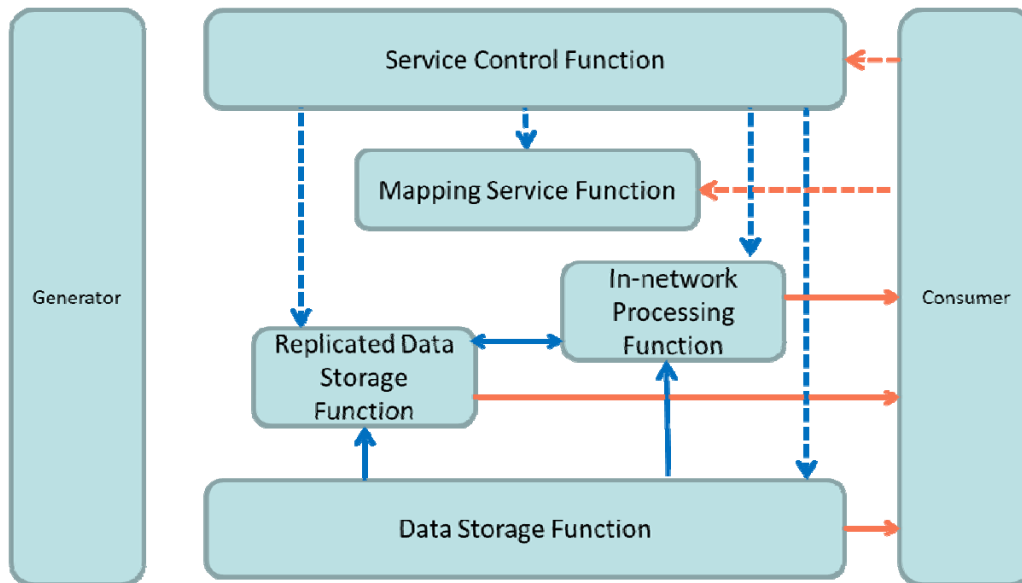 Service Control Function
Mapping Service Function
Generator
In-network
Processing
Function
Consumer
Replicated Data
Storage
Function
Data Storage Function